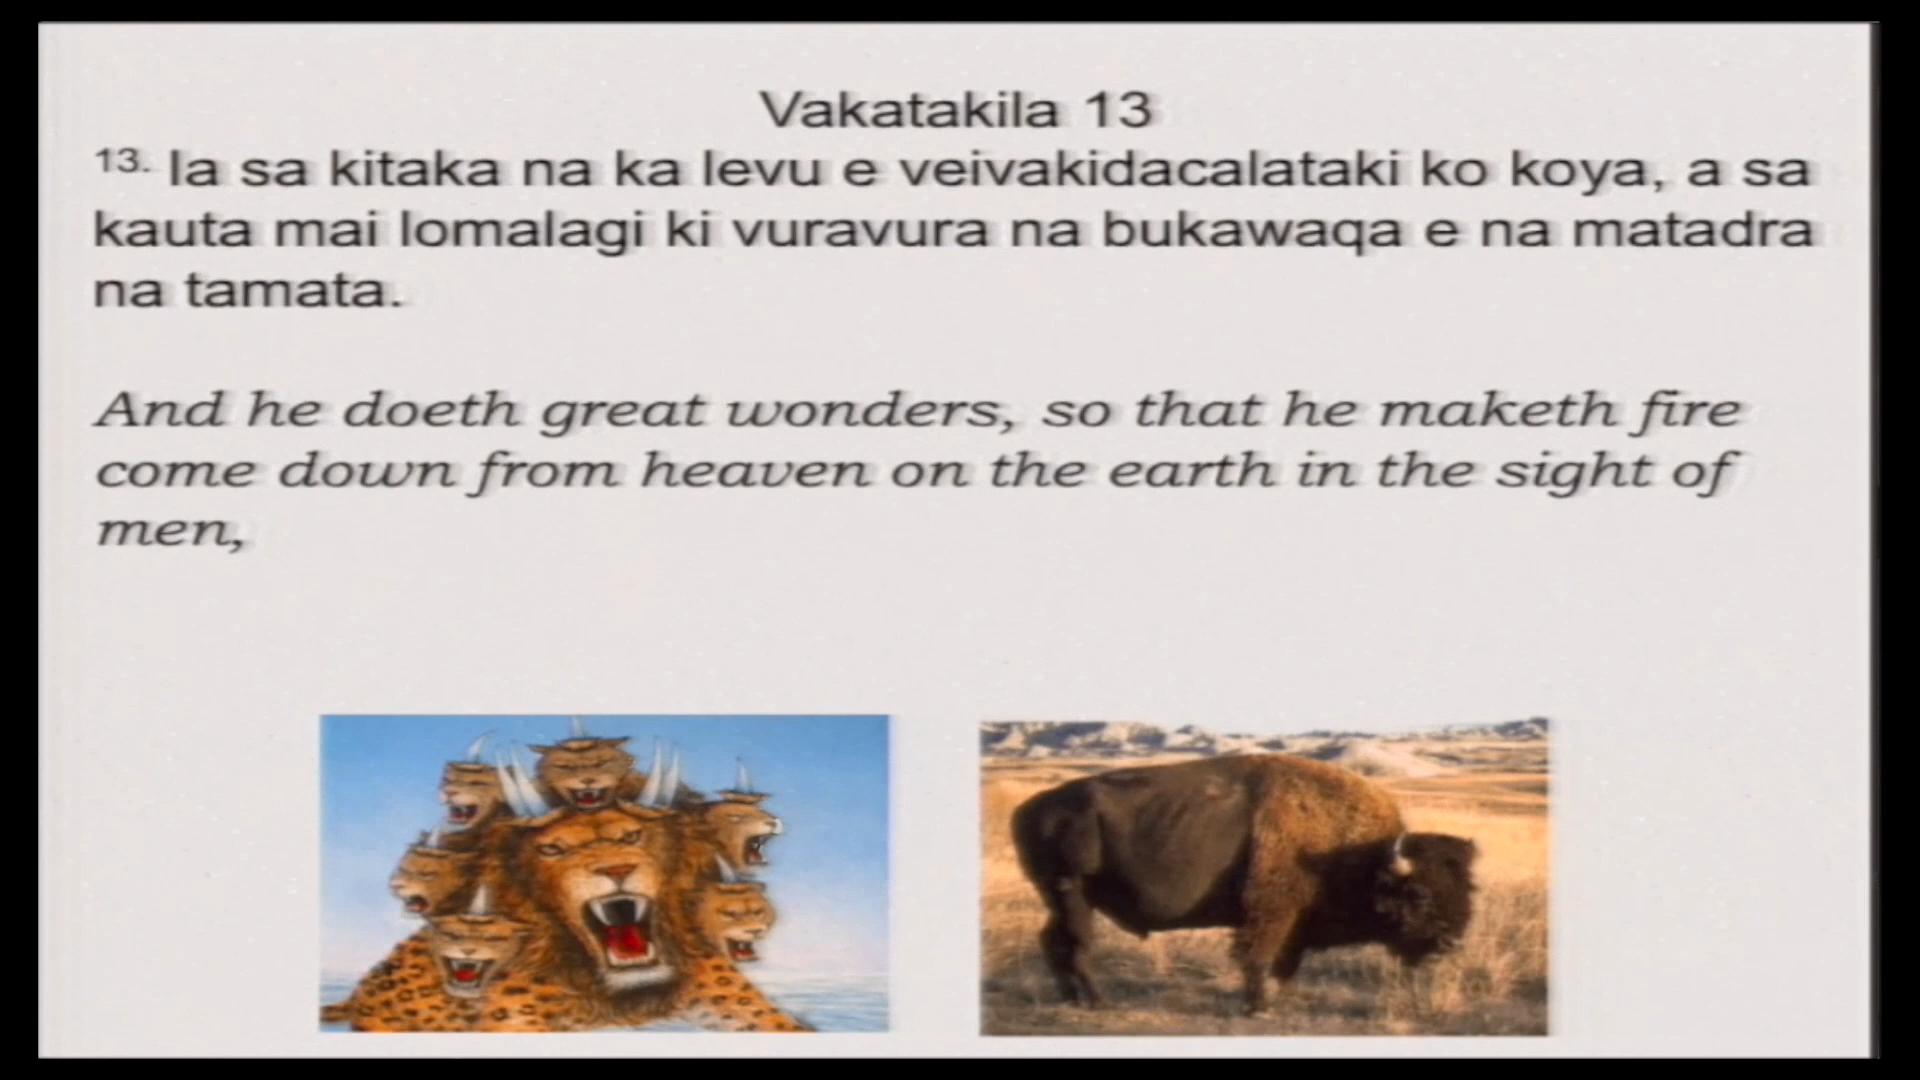 Vakatakila 13
13. Ia sa kitaka na ka levu e veivakidacalataki ko koya, a sa
kauta mai lomalagi ki vuravura na bukawaqa e na matadra
na tamata.
And he doeth great wonders, so that he maketh fire
come down from heaven on the earth in the sight of
men,